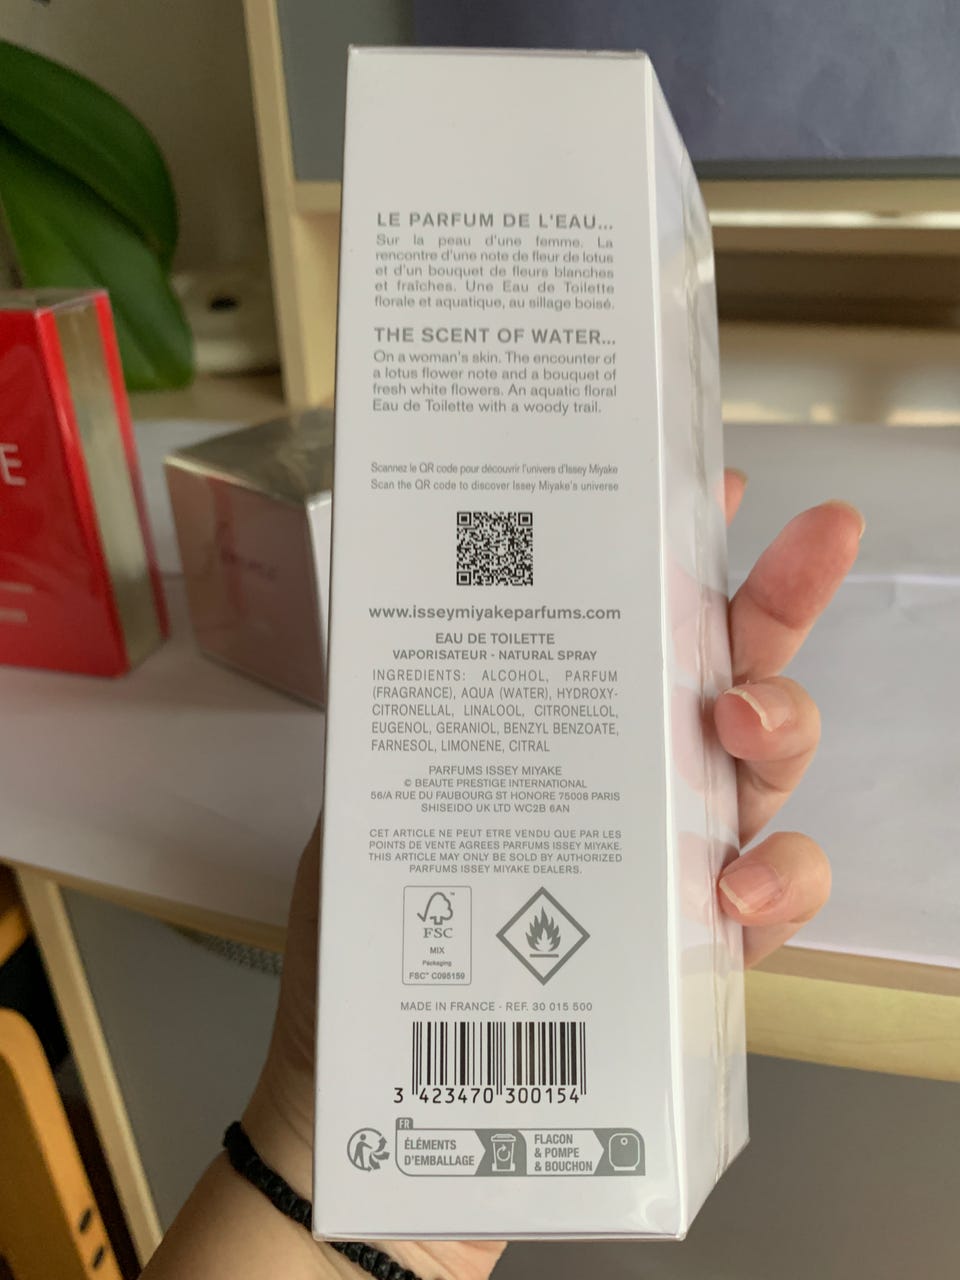 LE PARFUM DE L'EAU...
Sur la peau d'une femme. La
rencontre d'une note de fleur de lotus
et d'un bouquet de fleurs blanches
et fraîches. Une Eau de Toilette
florale et aquatique, au sillage boisé.
THE SCENT OF WATER...
On a woman's skin. The encounter of
a lotus flower note and a bouquet of
fresh white flowers. An aquatic floral
Eau de Toilette with a woody trail.
Scannez le QR code pour découvrir l'univers d'Issey Miyake
Scan the QR code to discover Issey Miyake's universe
www.isseymiyakeparfums.com
EAU DE TOILETTE
VAPORISATEUR - NATURAL SPRAY
INGREDIENTS: ALCOHOL, PARFUM
(FRAGRANCE), AQUA (WATER), HYDROXY-
CITRONELLAL, LINALOOL, CITRONELLOL,
EUGENOL, GERANIOL, BENZYL BENZOATE,
FARNESOL, LIMONENE, CITRAL
PARFUMS ISSEY MIYAKE
© BEAUTE PRESTIGE INTERNATIONAL
56/A RUE DU FAUBOURG ST HONORE 75008 PARIS
SHISEIDO UK LTD WC2B 6AN
CET ARTICLE NE PEUT ETRE VENDU QUE PAR LES
POINTS DE VENTE AGREES PARFUMS ISSEY MIYAKE.
THIS ARTICLE MAY ONLY BE SOLD BY AUTHORIZED
PARFUMS ISSEY MIYAKE DEALERS.
FSC
MIX
Packaging
FSC® C095159
MADE IN FRANCE - REF. 30 015 500
3 423470 300154
FR
ÉLÉMENTS
D'EMBALLAGE
FLACON
& POMPE
& BOUCHON
E